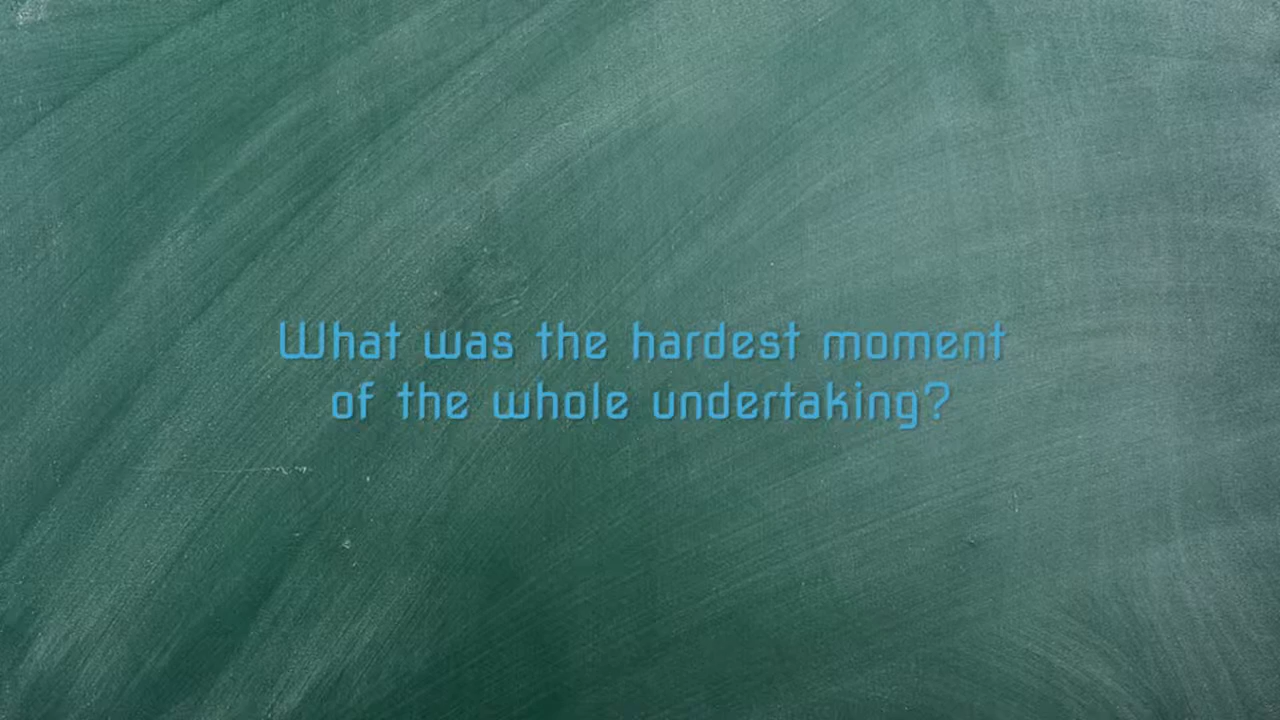 What was the hardest moment
of the whole undertaking?